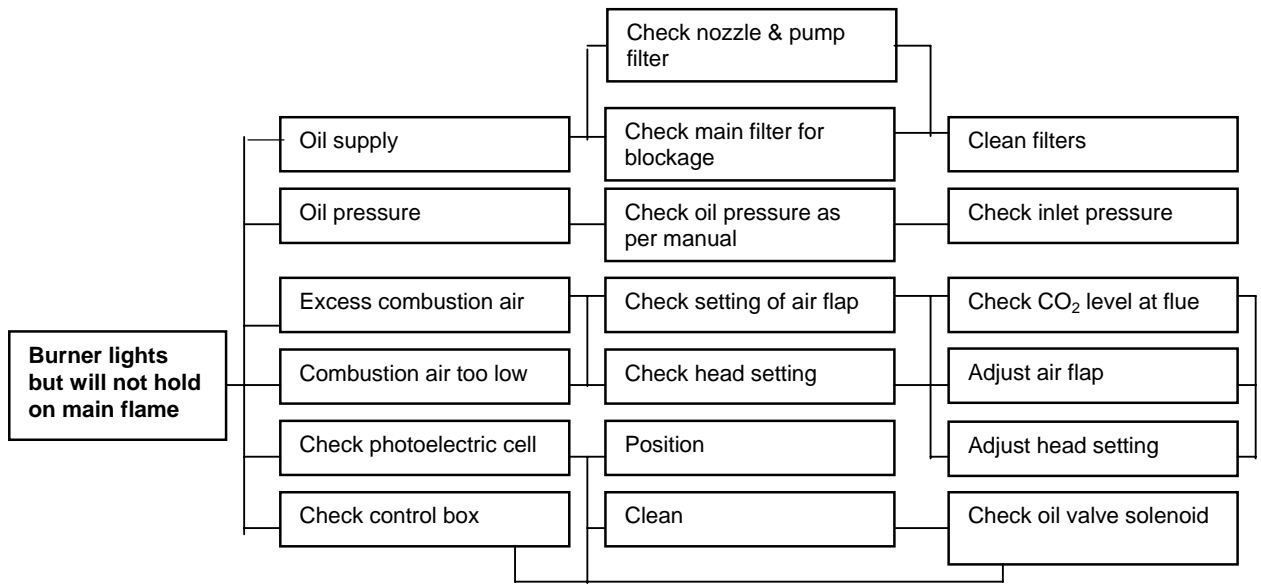 Check nozzle & pump
filter
Oil supply
Check main filter for
blockage
Clean filters
Oil pressure
Check oil pressure as
per manual
Check inlet pressure
Excess combustion air
Check setting of air flap
Check CO₂ level at flue
Burner lights
but will not hold
on main flame
Combustion air too low
Check head setting
Adjust air flap
Check photoelectric cell
Position
Adjust head setting
Check control box
Clean
Check oil valve solenoid